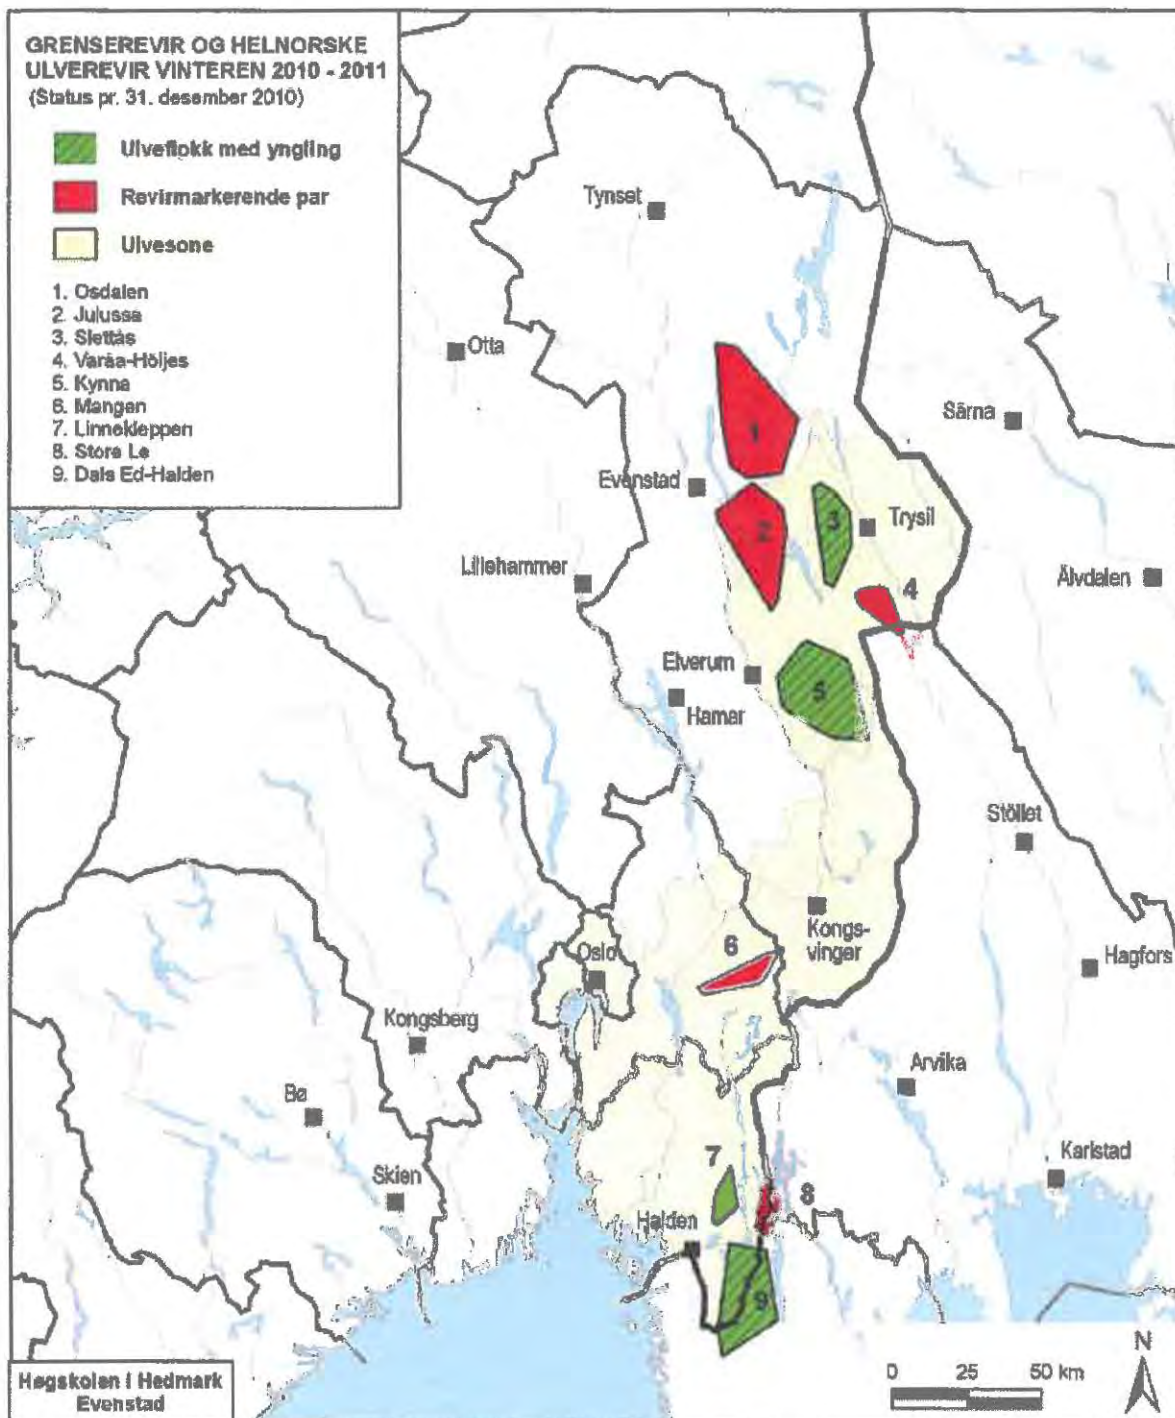 GRENSEREVIR OG HELNORSKE
ULVEREVIR VINTEREN 2010 - 2011
(Status pr. 31. desember 2010)
Ulveflokk med yngling
Revirmarkerende par
Ulvesone
1. Osdalen
2. Julussa
3. Slettås
4. Varåa-Höljes
5. Kynna
6. Mangen
7. Linnekleppen
8. Store Le
9. Dals Ed-Halden
Tynset
Otta
Särna
1
Evenstad
2
3
Trysil
Lillehammer
4
Älvdalen
Elverum
Hamar
5
Stöllet
Kongs-
vinger
6
Oslo
Hagfors
Kongsberg
Arvika
Bø
Karlstad
Skien
7
8
Halden
9
N
0 25 50 km
Høgskolen i Hedmark
Evenstad